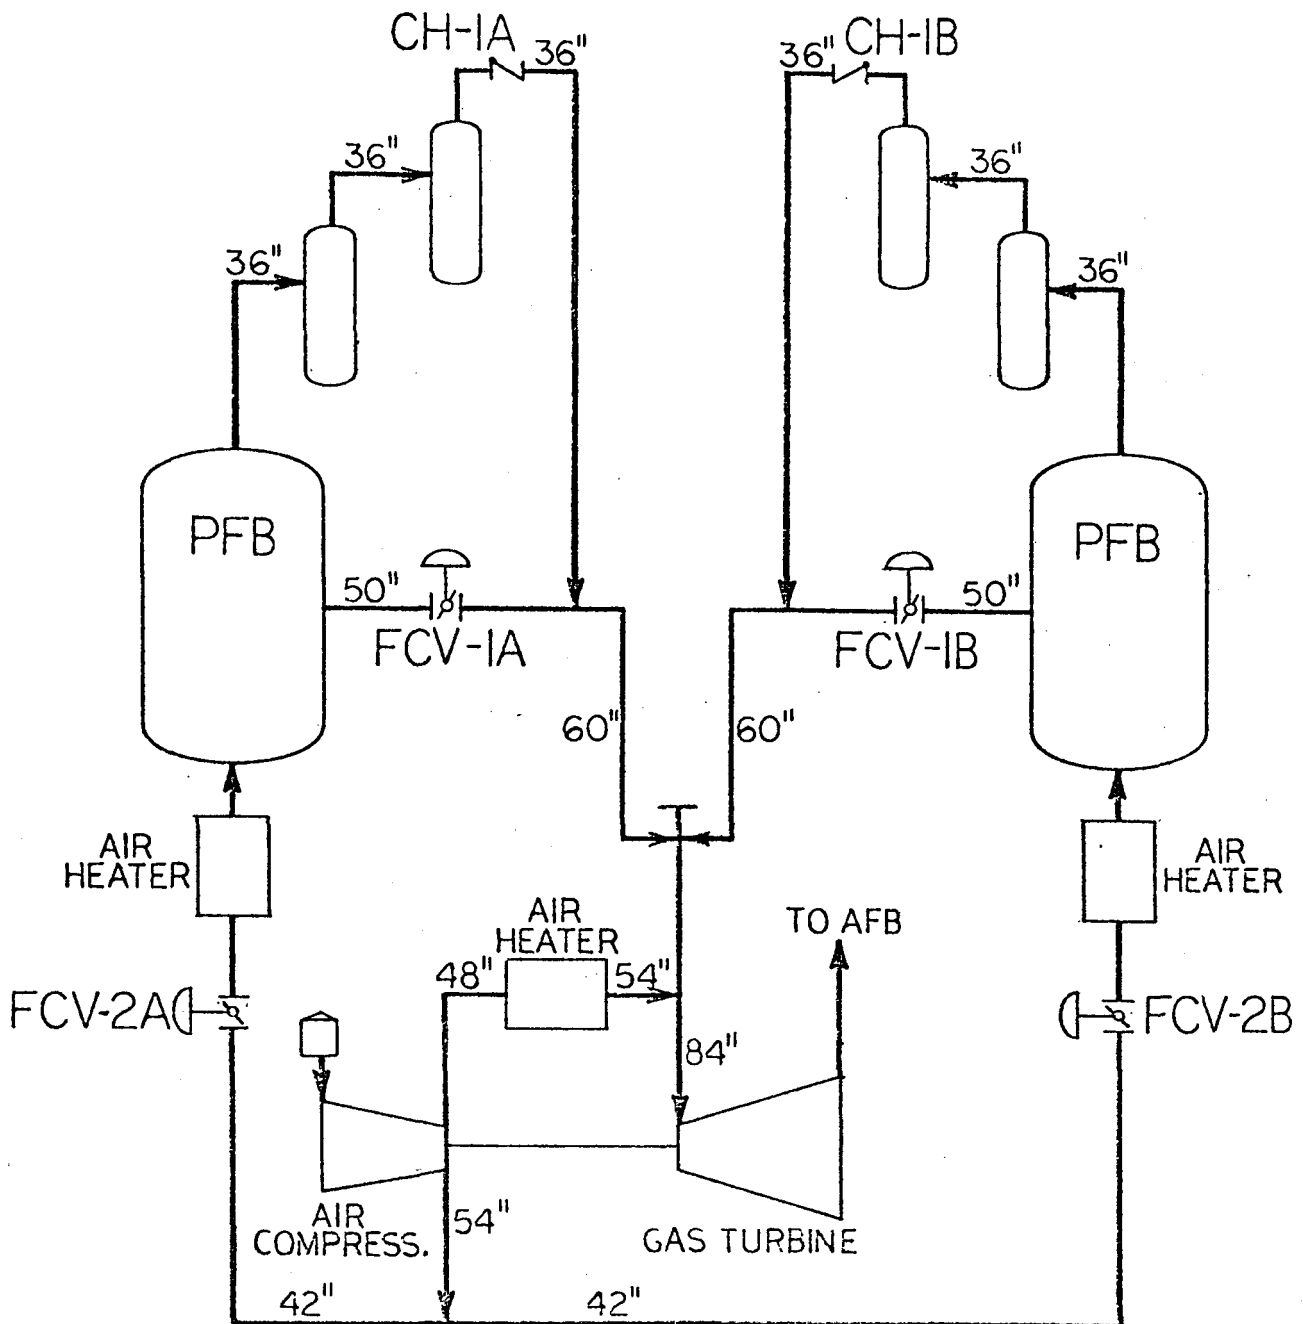 CH-1A
36"
36"
CH-1B
36"
36"
36"
36"
PFB
PFB
50"
FCV-1A
50"
FCV-1B
60"
60"
AIR
HEATER
AIR
HEATER
AIR
HEATER
TO AFB
48"
54"
FCV-2A
FCV-2B
84"
54"
AIR
COMPRESS.
GAS TURBINE
42"
42"